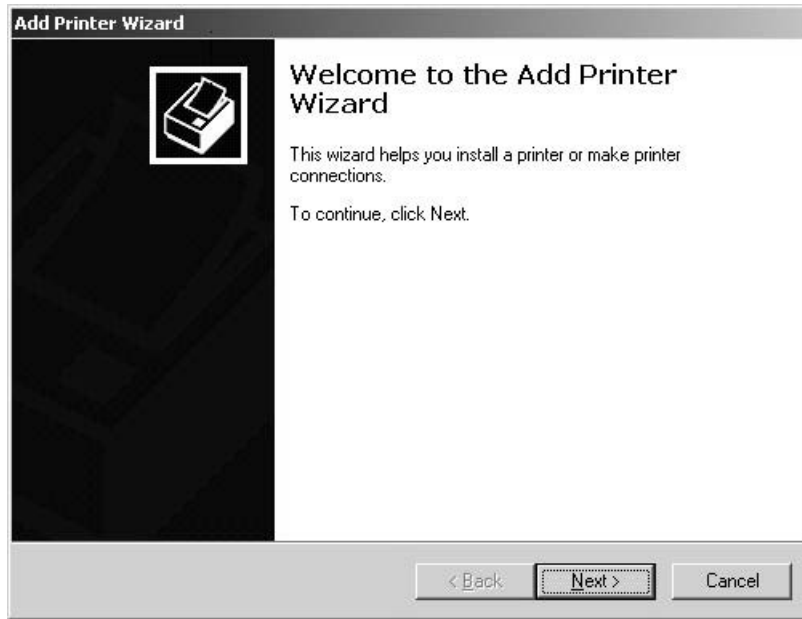 Add Printer Wizard
Welcome to the Add Printer
Wizard
This wizard helps you install a printer or make printer
connections.
To continue, click Next.
< Back
Next >
Cancel